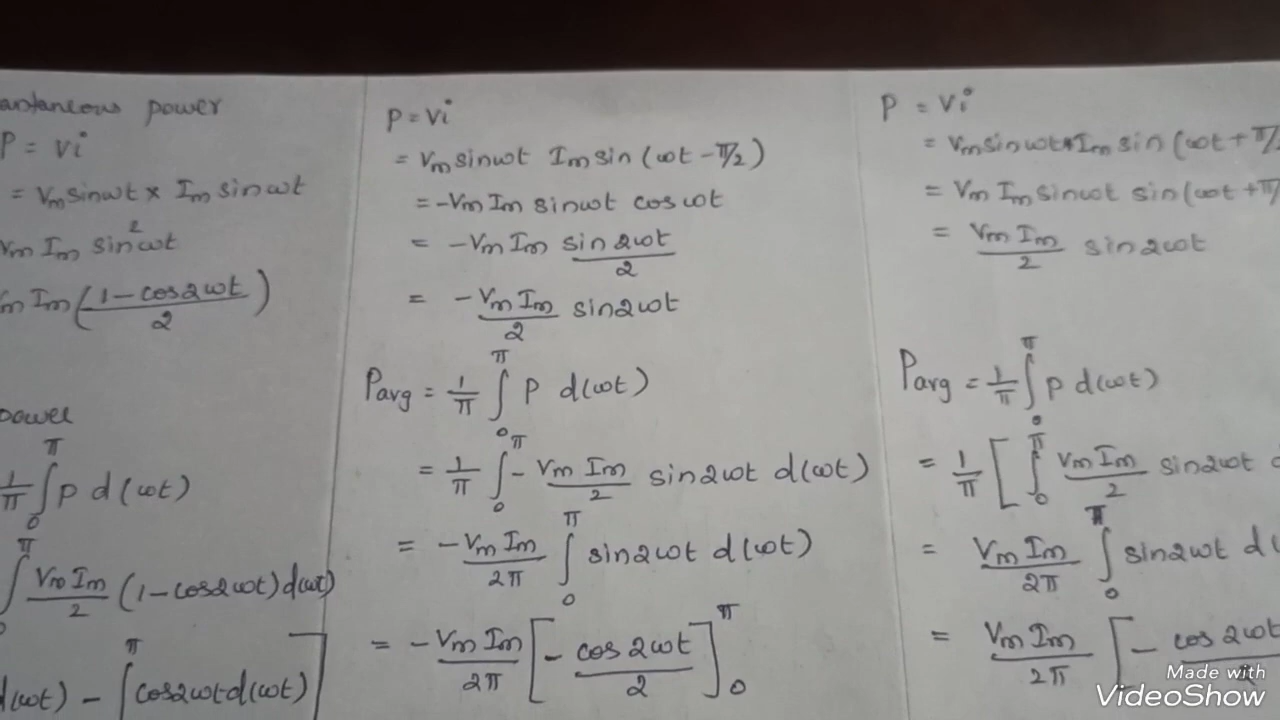 antaneous power
P = Vi
= Vm sinωt × Im sinωt
Vm Im sin²ωt
m Im (1 - cos2ωt / 2)
power
1/π ∫₀^π P d(ωt)
∫₀^π Vm Im / 2 (1 - cos2ωt) d(ωt)
d(ωt) - ∫^π cos2ωt d(ωt)]
P = Vi
= Vm sinωt Im sin(ωt - π/2)
= -Vm Im sinωt cosωt
= -Vm Im sin2ωt / 2
= -Vm Im / 2 sin2ωt
Pavg = 1/π ∫₀^π P d(ωt)
= 1/π ∫₀^π - Vm Im / 2 sin2ωt d(ωt)
= -Vm Im / 2π ∫₀^π sin2ωt d(ωt)
= -Vm Im / 2π [- cos2ωt / 2]₀^π
P = Vi
= Vm sinωt * Im sin(ωt + π/2
= Vm Im sinωt sin(ωt + π/
= Vm Im / 2 sin2ωt
Pavg = 1/π ∫₀^π P d(ωt)
= 1/π [∫₀^π Vm Im / 2 sin2ωt
= Vm Im / 2π ∫₀^π sin2ωt d(
= Vm Im / 2π [- cos2ωt / 2
Made with
VideoShow